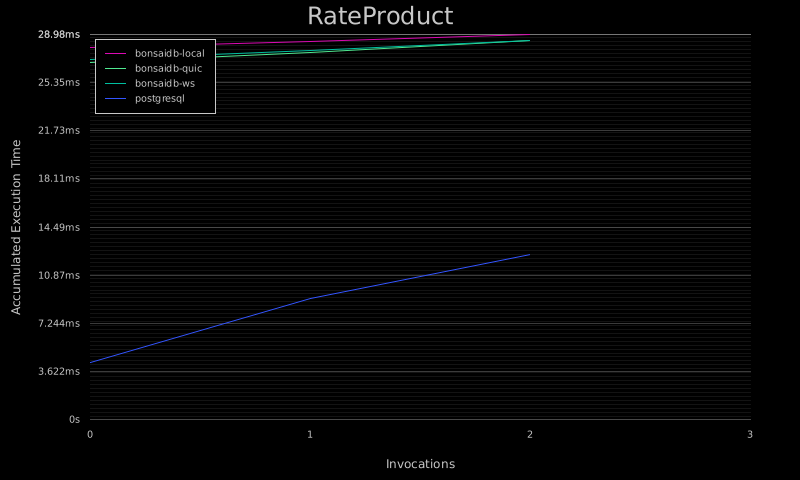 RateProduct
28.98ms
25.35ms
21.73ms
18.11ms
14.49ms
10.87ms
7.244ms
3.622ms
0s
Accumulated Execution Time
bonsaidb-local
bonsaidb-quic
bonsaidb-ws
postgresql
0 1 2 3
Invocations